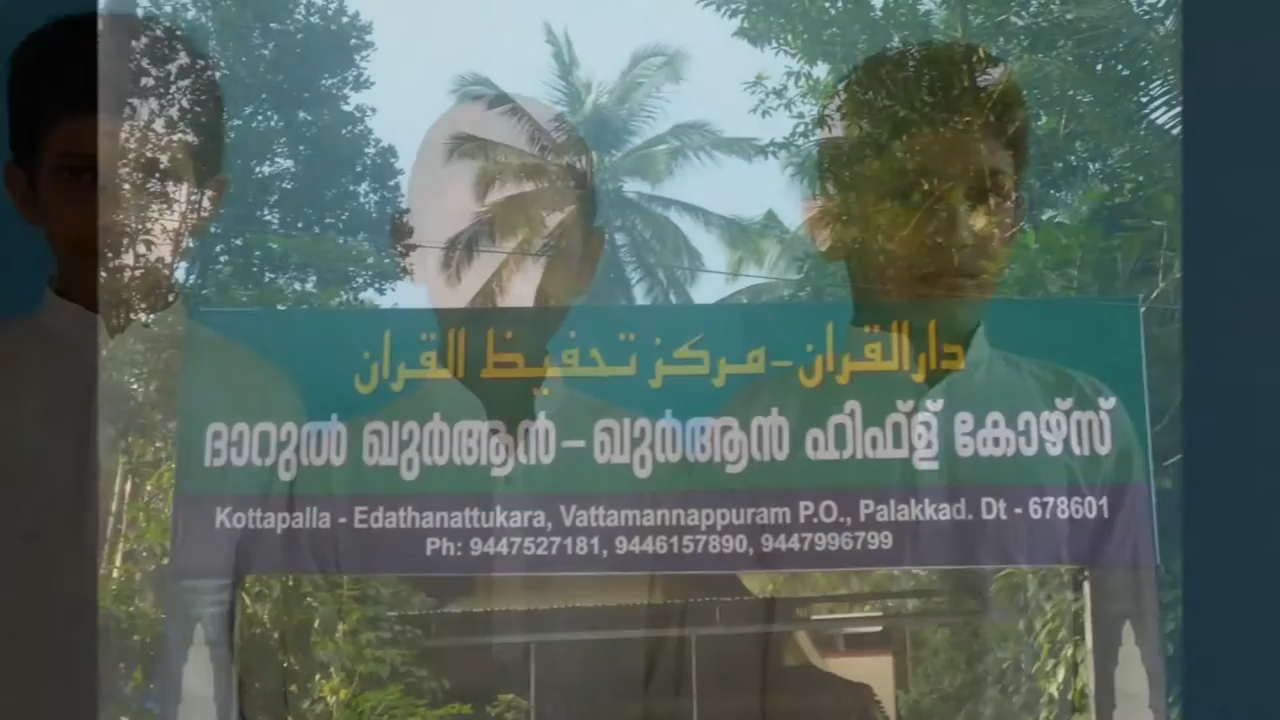 دارالقران-مركز تحفيظ القران
ദാറുൽ ഖുർആൻ-ഖുർആൻ ഹിഫ്ള് കോഴ്സ്
Kottapalla - Edathanattukara, Vattamannappuram P.O., Palakkad. Dt - 678601
Ph: 9447527181, 9446157890, 9447996799